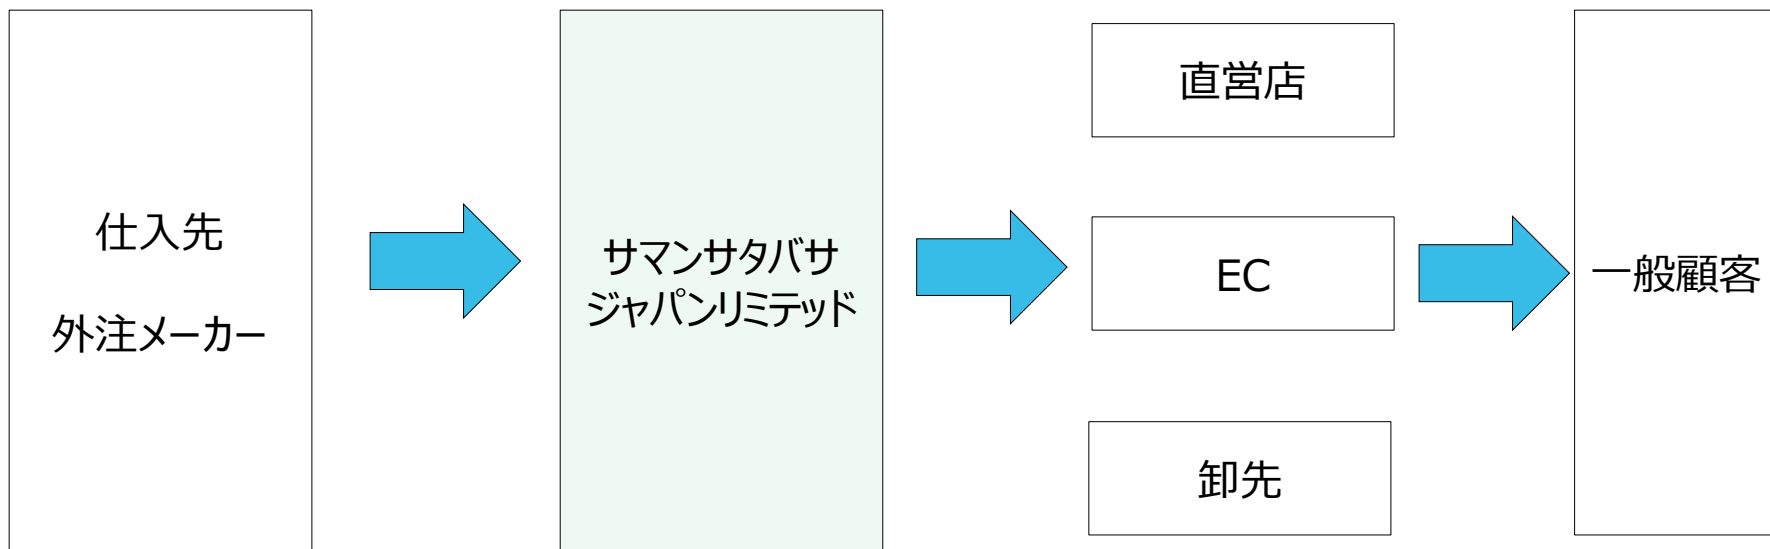 仕入先
外注メーカー
サマンサタバサ
ジャパンリミテッド
直営店
EC
卸先
一般顧客